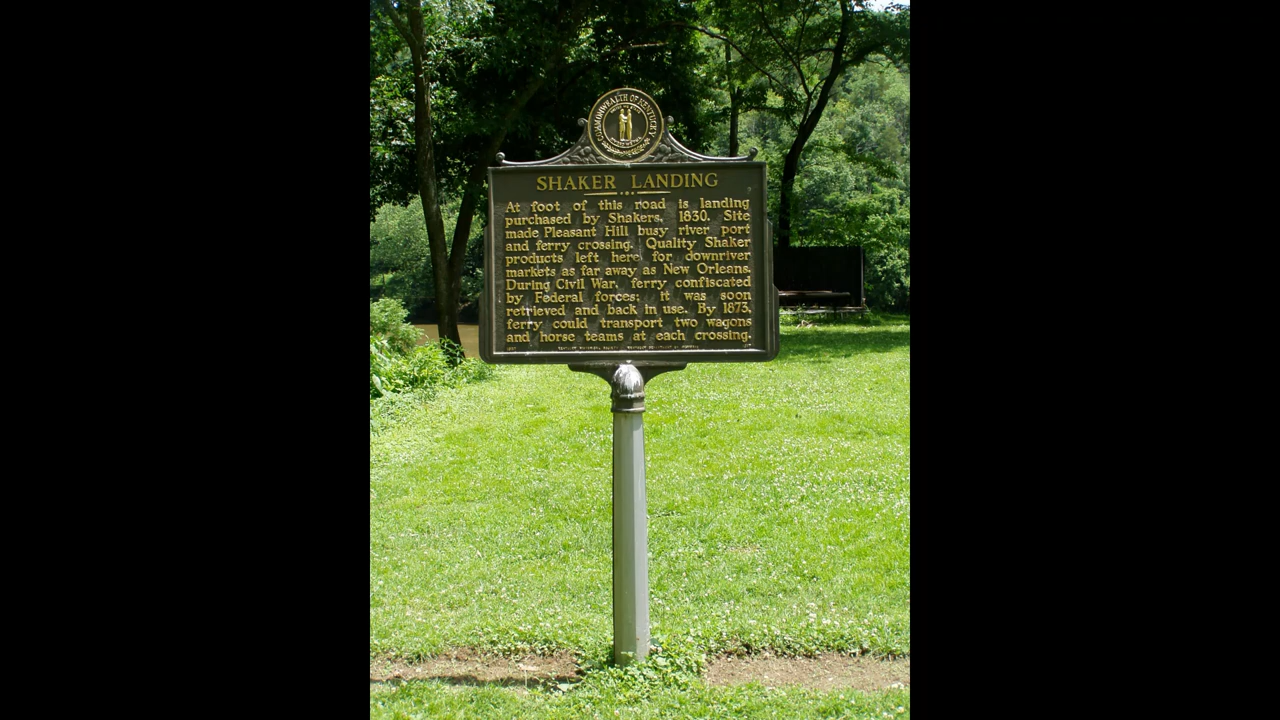 COMMONWEALTH OF KENTUCKY
SHAKER LANDING
At foot of this road is landing
purchased by Shakers, 1830. Site
made Pleasant Hill busy river port
and ferry crossing. Quality Shaker
products left here for downriver
markets as far away as New Orleans.
During Civil War, ferry confiscated
by Federal forces; it was soon
retrieved and back in use. By 1873,
ferry could transport two wagons
and horse teams at each crossing.